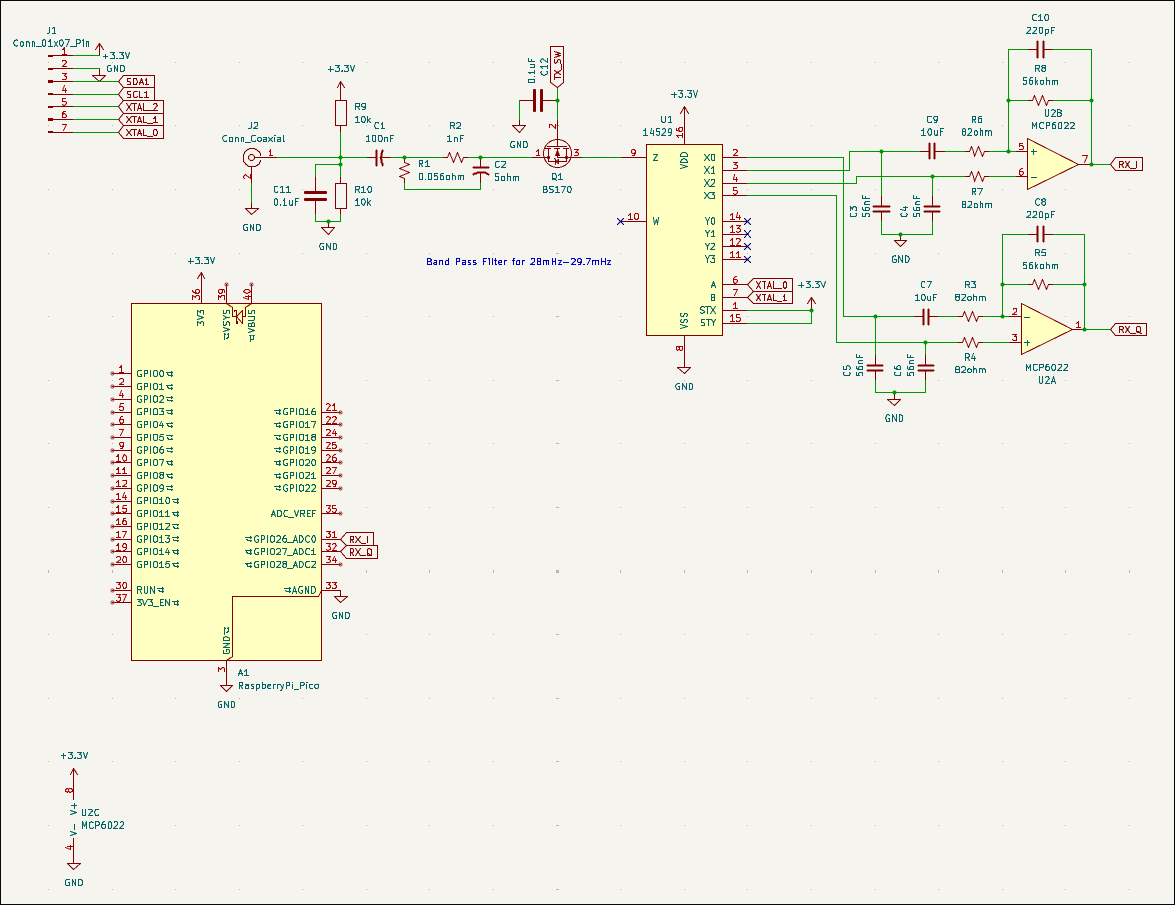 J1
Conn_01x07_Pin
1
+3.3V
2
GND
3
SDA1
4
SCL1
5
XTAL_2
6
XTAL_1
7
XTAL_0
J2
Conn_Coaxial
1
2
GND
+3.3V
R9
10k
C11
0.1uF
R10
10k
GND
C1
100nF
R1
0.056ohm
R2
1nF
C2
5ohm
0.1uF
C12
TX_SW
GND
2
1
3
Q1
BS170
Band Pass Filter for 28mHz-29.7mHz
+3.3V
U1
14529
16
VDD
9
Z
10
W
X0
2
X1
3
X2
4
X3
5
Y0
14
Y1
13
Y2
12
Y3
11
A
6
XTAL_0
B
7
XTAL_1
STX
1
STY
15
+3.3V
VSS
8
GND
C10
220pF
R8
56kohm
U2B
MCP6022
C9
10uF
R6
82ohm
5
+
6
−
7
RX_I
R7
82ohm
C3
56nF
C4
56nF
GND
C8
220pF
R5
56kohm
C7
10uF
R3
82ohm
2
−
3
+
1
RX_Q
R4
82ohm
MCP6022
U2A
C5
56nF
C6
56nF
GND
+3.3V
36
39
40
3V3
VSYS
VBUS
1
GPIO0
2
GPIO1
4
GPIO2
5
GPIO3
6
GPIO4
7
GPIO5
9
GPIO6
10
GPIO7
11
GPIO8
12
GPIO9
14
GPIO10
15
GPIO11
16
GPIO12
17
GPIO13
19
GPIO14
20
GPIO15
30
RUN
37
3V3_EN
GPIO16
21
GPIO17
22
GPIO18
24
GPIO19
25
GPIO20
26
GPIO21
27
GPIO22
29
ADC_VREF
35
GPIO26_ADC0
31
RX_I
GPIO27_ADC1
32
RX_Q
GPIO28_ADC2
34
AGND
33
GND
GND
3
A1
RaspberryPi_Pico
GND
+3.3V
8
V+
U2C
MCP6022
V−
4
GND